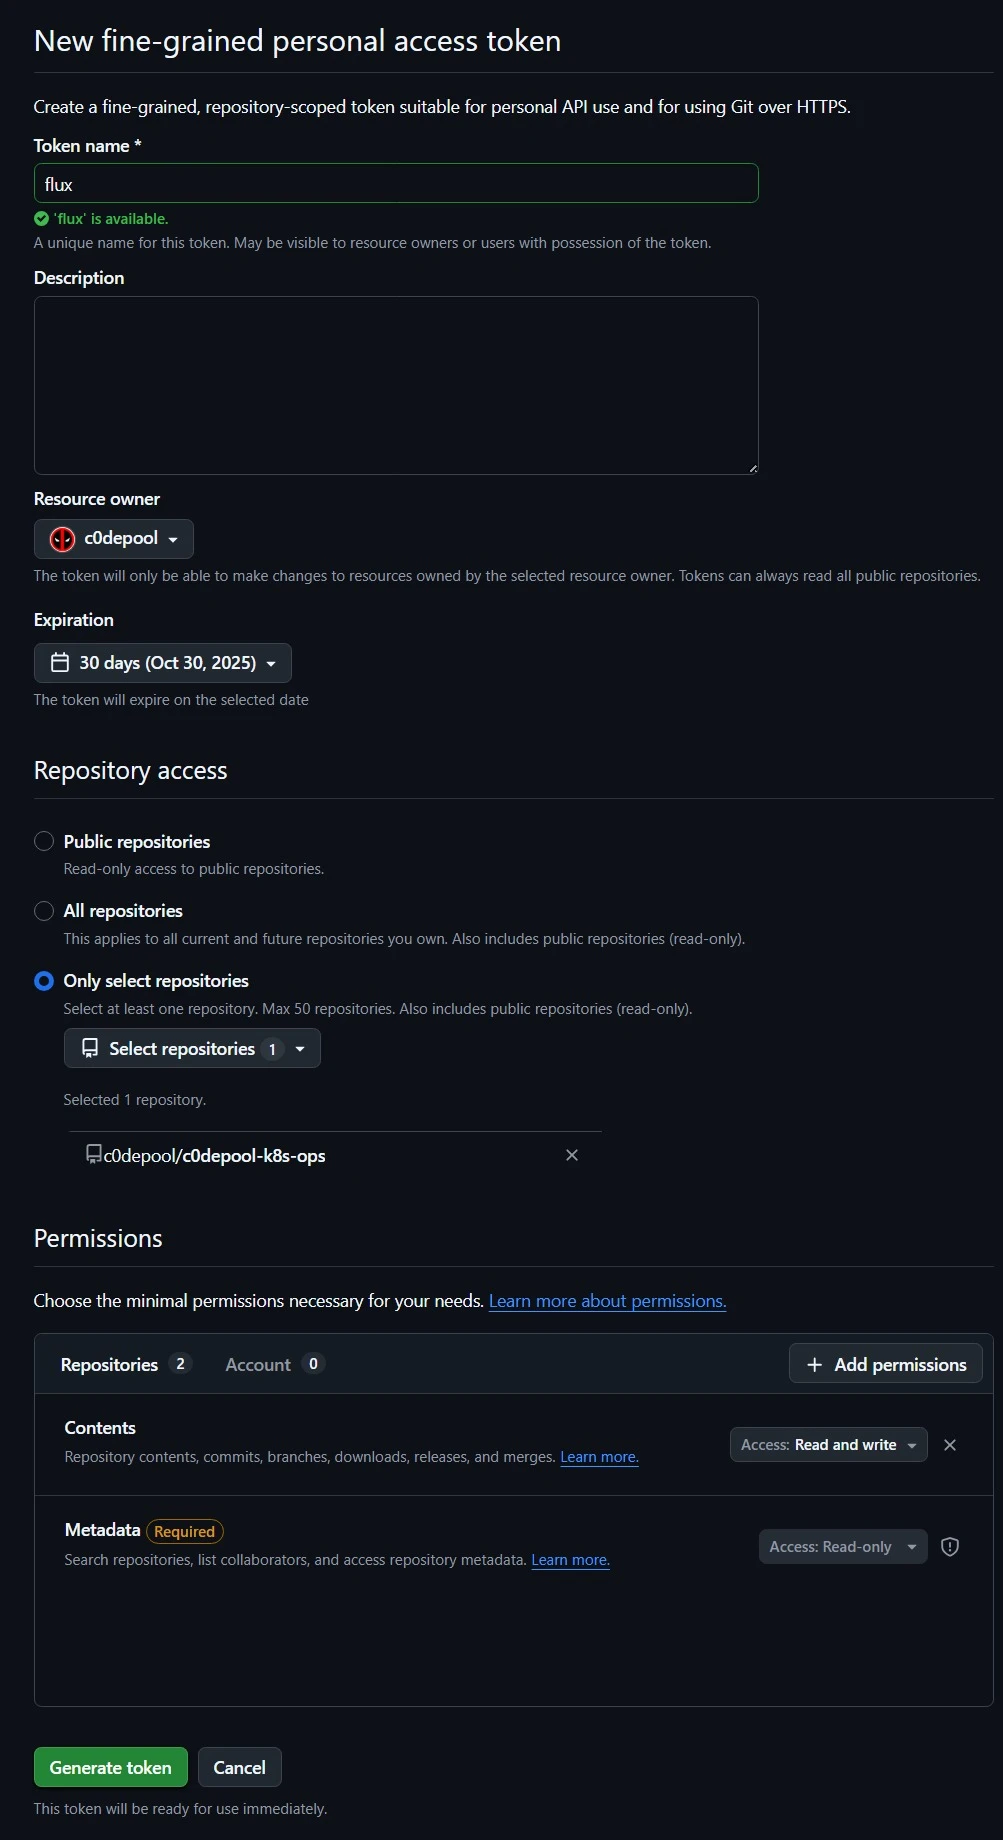 New fine-grained personal access token
Create a fine-grained, repository-scoped token suitable for personal API use and for using Git over HTTPS.
Token name *
flux
'flux' is available.
A unique name for this token. May be visible to resource owners or users with possession of the token.
Description
Resource owner
c0depool
The token will only be able to make changes to resources owned by the selected resource owner. Tokens can always read all public repositories.
Expiration
30 days (Oct 30, 2025)
The token will expire on the selected date
Repository access
Public repositories
Read-only access to public repositories.
All repositories
This applies to all current and future repositories you own. Also includes public repositories (read-only).
Only select repositories
Select at least one repository. Max 50 repositories. Also includes public repositories (read-only).
Select repositories 1
Selected 1 repository.
c0depool/c0depool-k8s-ops
Permissions
Choose the minimal permissions necessary for your needs. Learn more about permissions.
Repositories 2 Account 0 Add permissions
Contents
Repository contents, commits, branches, downloads, releases, and merges. Learn more.
Access: Read and write
Metadata Required
Search repositories, list collaborators, and access repository metadata. Learn more.
Access: Read-only
Generate token Cancel
This token will be ready for use immediately.